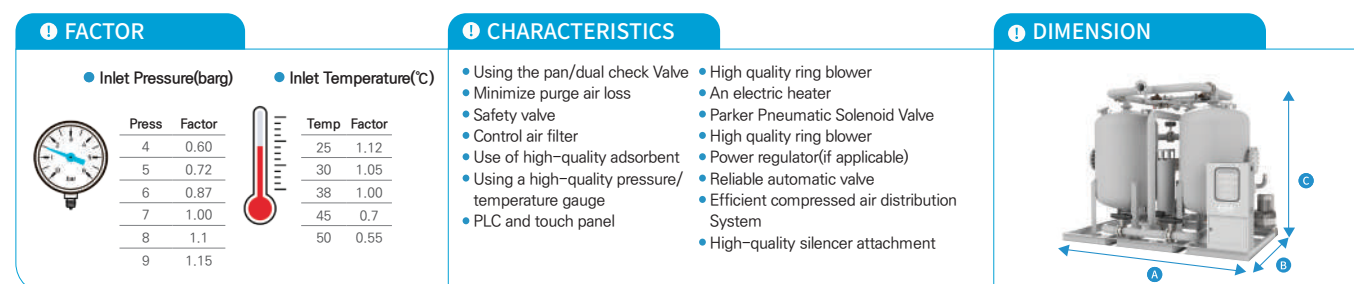 FACTOR
Inlet Pressure(barg)
Inlet Temperature(℃)
Press Factor
4 0.60
5 0.72
6 0.87
7 1.00
8 1.1
9 1.15
bar
Temp Factor
25 1.12
30 1.05
38 1.00
45 0.7
50 0.55
CHARACTERISTICS
Using the pan/dual check Valve
Minimize purge air loss
Safety valve
Control air filter
Use of high-quality adsorbent
Using a high-quality pressure/
temperature gauge
PLC and touch panel
High quality ring blower
An electric heater
Parker Pneumatic Solenoid Valve
High quality ring blower
Power regulator(if applicable)
Reliable automatic valve
Efficient compressed air distribution
System
High-quality silencer attachment
DIMENSION
C
B
A